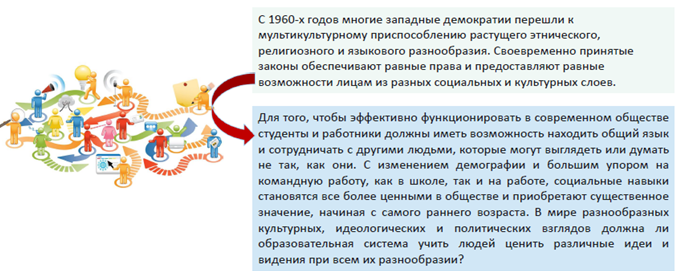 С 1960-х годов многие западные демократии перешли к
мультикультурному приспособлению растущего этнического,
религиозного и языкового разнообразия. Своевременно принятые
законы обеспечивают равные права и предоставляют равные
возможности лицам из разных социальных и культурных слоев.
Для того, чтобы эффективно функционировать в современном обществе
студенты и работники должны иметь возможность находить общий язык
и сотрудничать с другими людьми, которые могут выглядеть или думать
не так, как они. С изменением демографии и большим упором на
командную работу, как в школе, так и на работе, социальные навыки
становятся все более ценными в обществе и приобретают существенное
значение, начиная с самого раннего возраста. В мире разнообразных
культурных, идеологических и политических взглядов должна ли
образовательная система учить людей ценить различные идеи и
видения при всем их разнообразии?